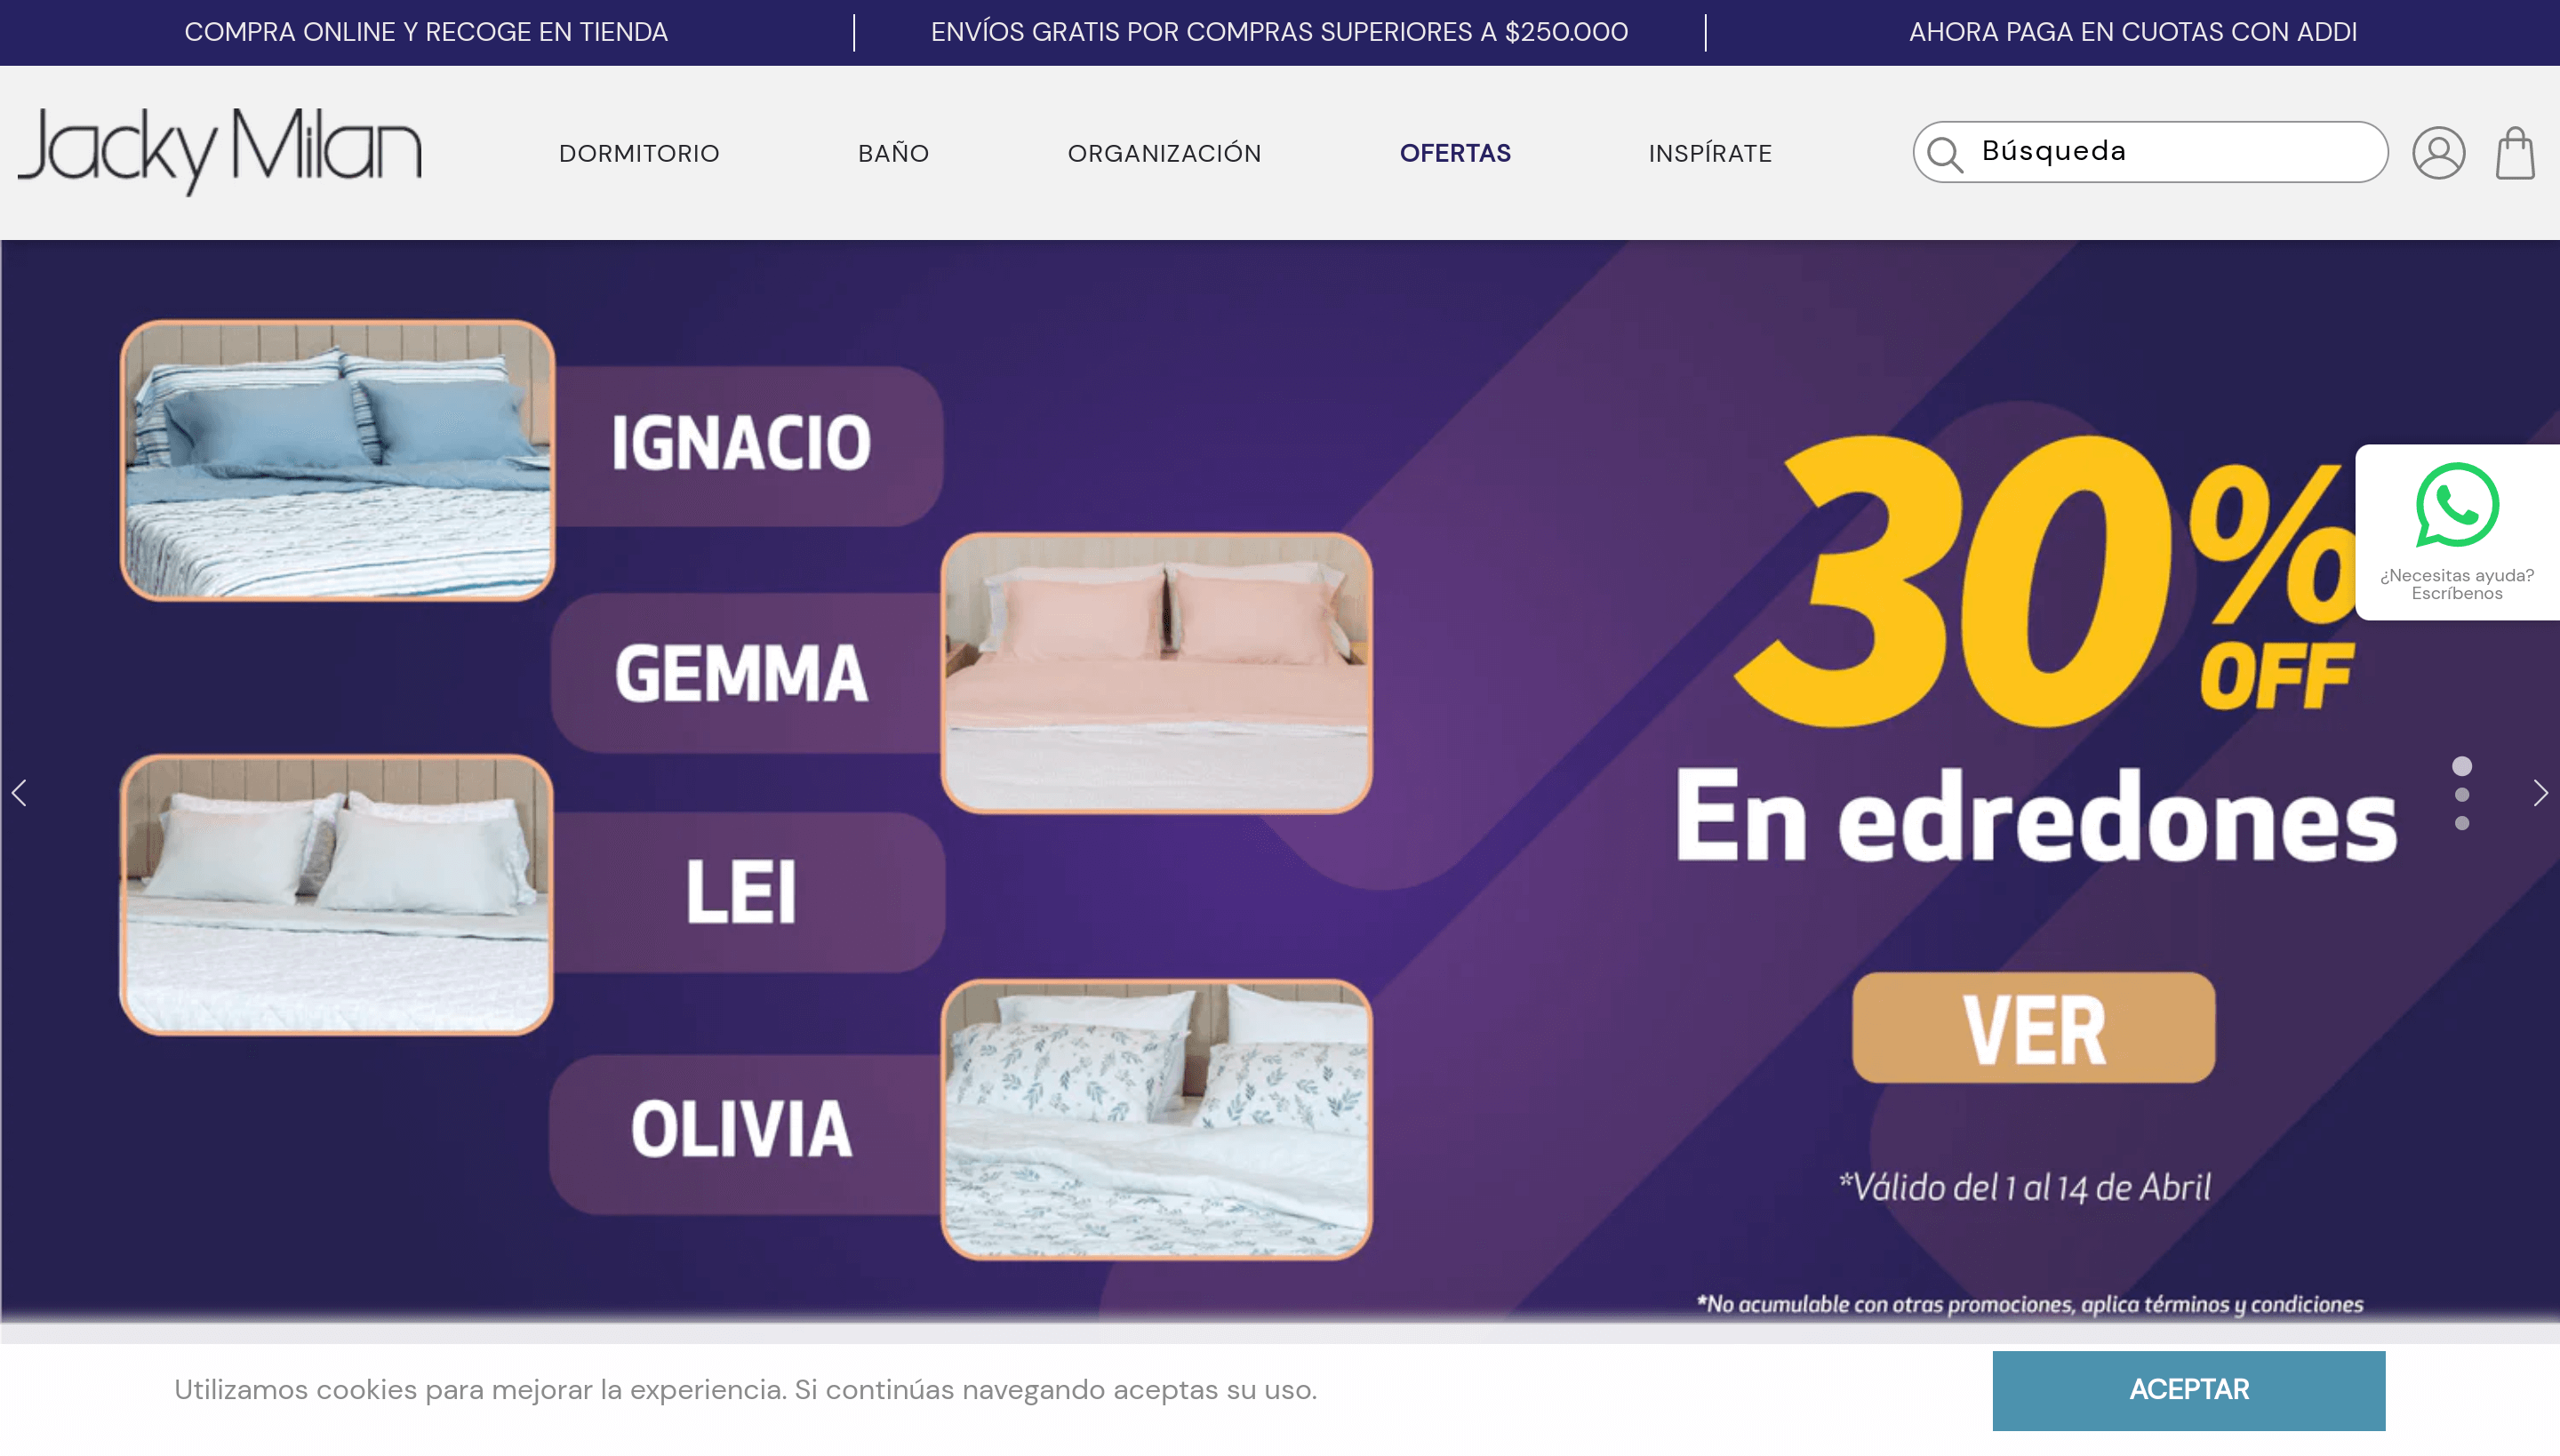 COMPRA ONLINE Y RECOGE EN TIENDA
ENVÍOS GRATIS POR COMPRAS SUPERIORES A $250.000
AHORA PAGA EN CUOTAS CON ADDI
Jacky Milan
DORMITORIO
BAÑO
ORGANIZACIÓN
OFERTAS
INSPÍRATE
Búsqueda
IGNACIO
GEMMA
LEI
OLIVIA
30%
OFF
En edredones
VER
*Válido del 1 al 14 de Abril
*No acumulable con otras promociones, aplica términos y condiciones
¿Necesitas ayuda?
Escríbenos
Utilizamos cookies para mejorar la experiencia. Si continúas navegando aceptas su uso.
ACEPTAR